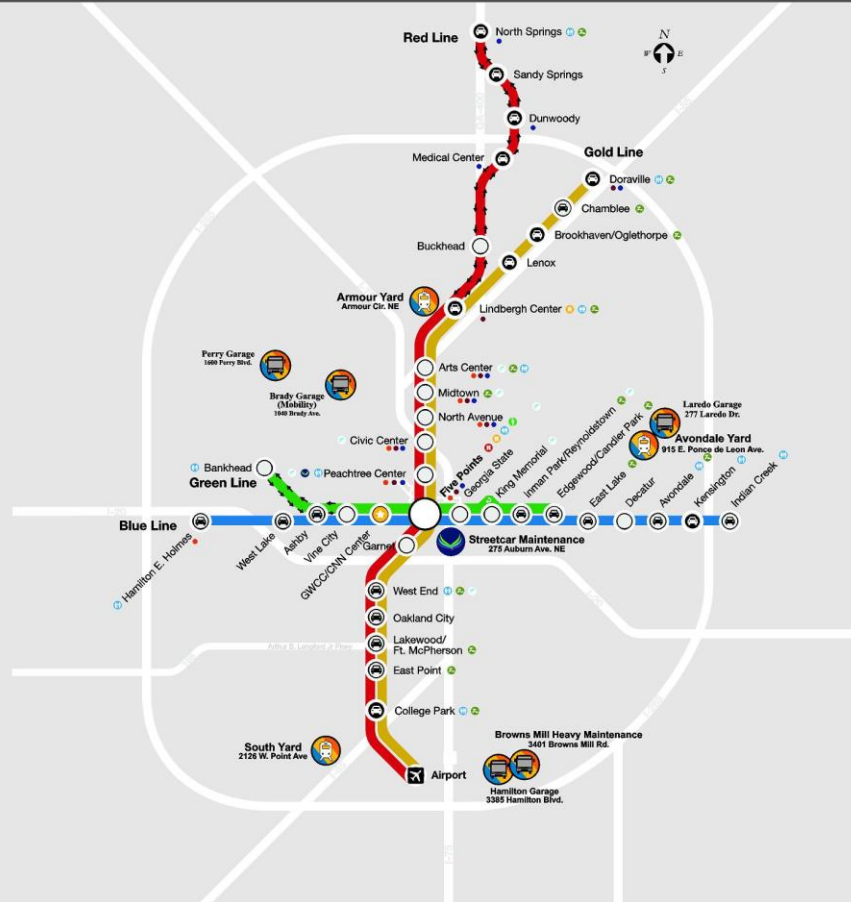 Red Line
North Springs
N
W E
S
Sandy Springs
Dunwoody
Medical Center
Gold Line
Doraville
Chamblee
Buckhead
Brookhaven/Oglethorpe
Lenox
Armour Yard
Armour Cir. NE
Lindbergh Center
Perry Garage
1600 Perry Blvd.
Brady Garage
(Mobility)
1040 Brady Ave.
Arts Center
Midtown
North Avenue
Civic Center
Peachtree Center
Laredo Garage
277 Laredo Dr.
Avondale Yard
915 E. Ponce de Leon Ave.
Bankhead
Green Line
Blue Line
Hamilton E. Holmes
West Lake
Ashby
Vine City
GWCC/CNN Center
Five Points
Georgia State
King Memorial
Inman Park/Reynoldstown
Edgewood/Candler Park
East Lake
Decatur
Avondale
Kensington
Indian Creek
Garnett
Streetcar Maintenance
275 Auburn Ave. NE
West End
Oakland City
Lakewood/
Ft. McPherson
East Point
College Park
South Yard
2126 W. Point Ave
Airport
Browns Mill Heavy Maintenance
3401 Browns Mill Rd.
Hamilton Garage
3385 Hamilton Blvd.
I-75